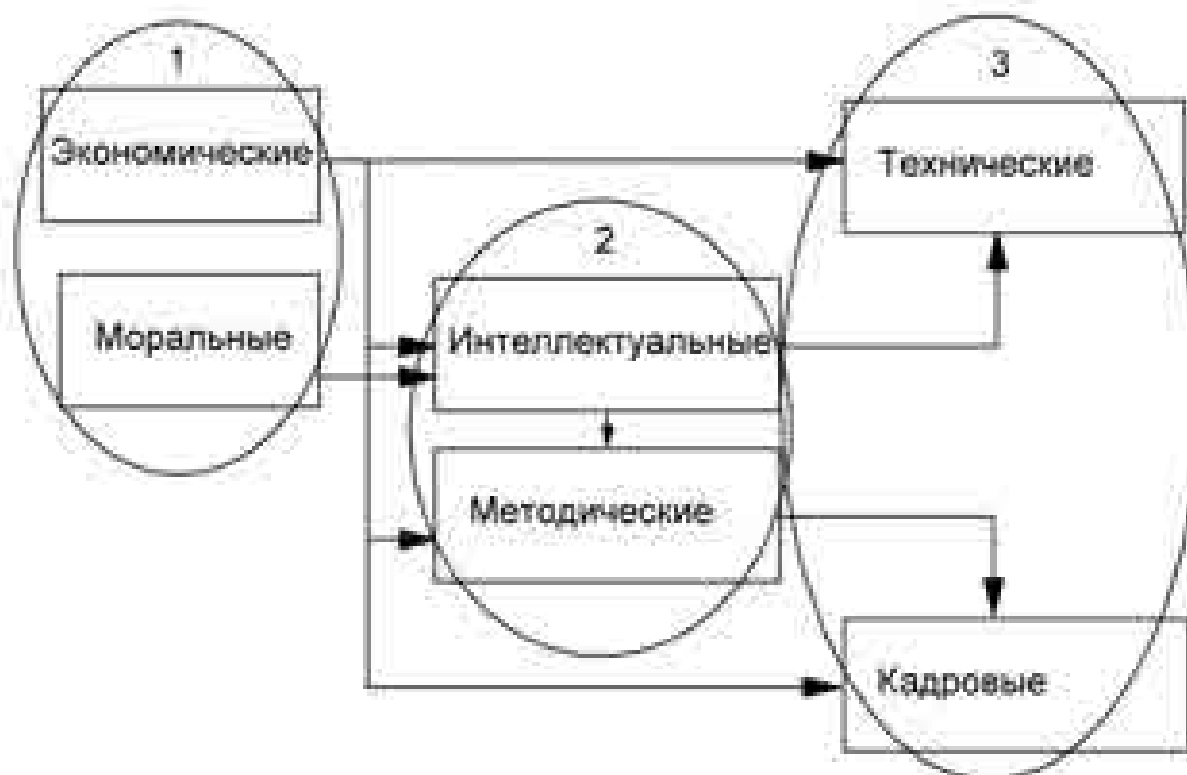 1
Экономические
Моральные
2
Интеллектуальные
Методические
3
Технические
Кадровые